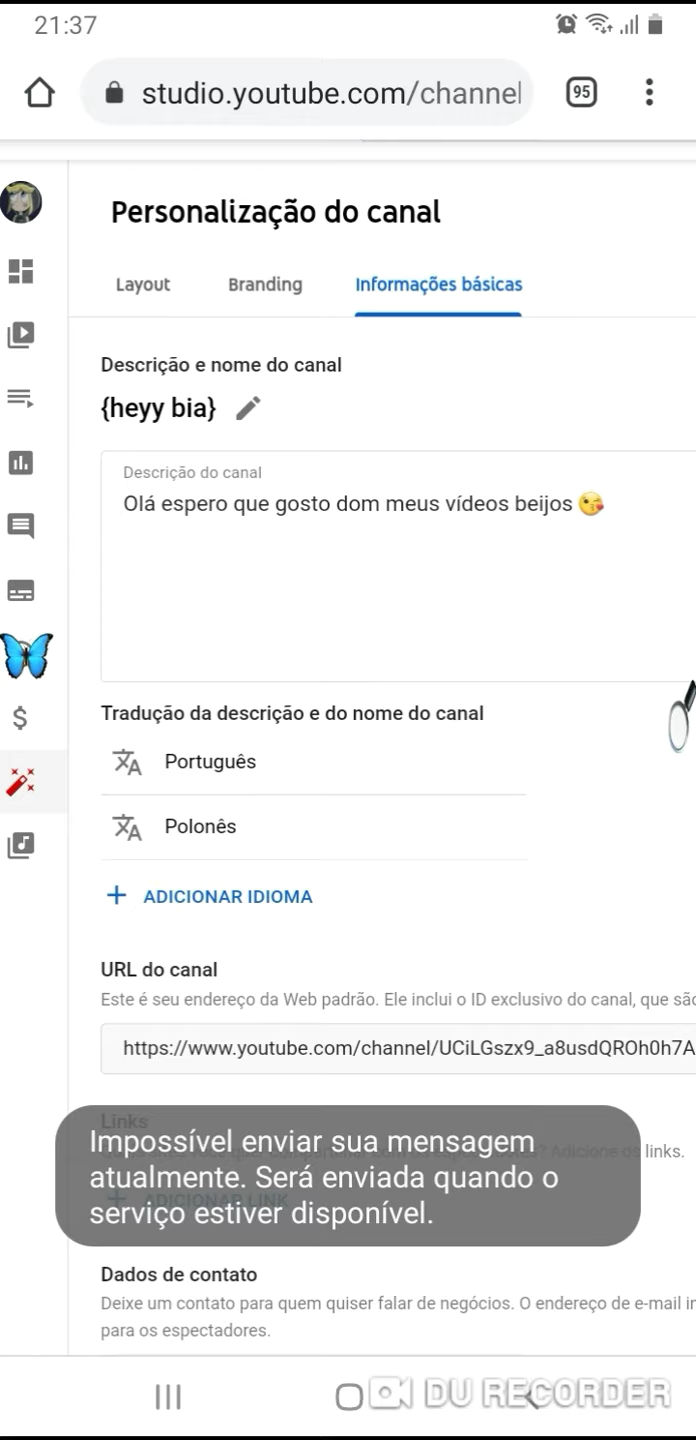 21:37
studio.youtube.com/channel
95
Personalização do canal
Layout Branding Informações básicas
Descrição e nome do canal
{heyy bia}
Descrição do canal
Olá espero que gosto dom meus vídeos beijos 😘
Tradução da descrição e do nome do canal
Português
Polonês
+ ADICIONAR IDIOMA
URL do canal
Este é seu endereço da Web padrão. Ele inclui o ID exclusivo do canal, que são
https://www.youtube.com/channel/UCiLGszx9_a8usdQROh0h7A
Links
Adicione os links.
+ ADICIONAR LINK
Impossível enviar sua mensagem
atualmente. Será enviada quando o
serviço estiver disponível.
Dados de contato
Deixe um contato para quem quiser falar de negócios. O endereço de e-mail in
para os espectadores.
DU RECORDER